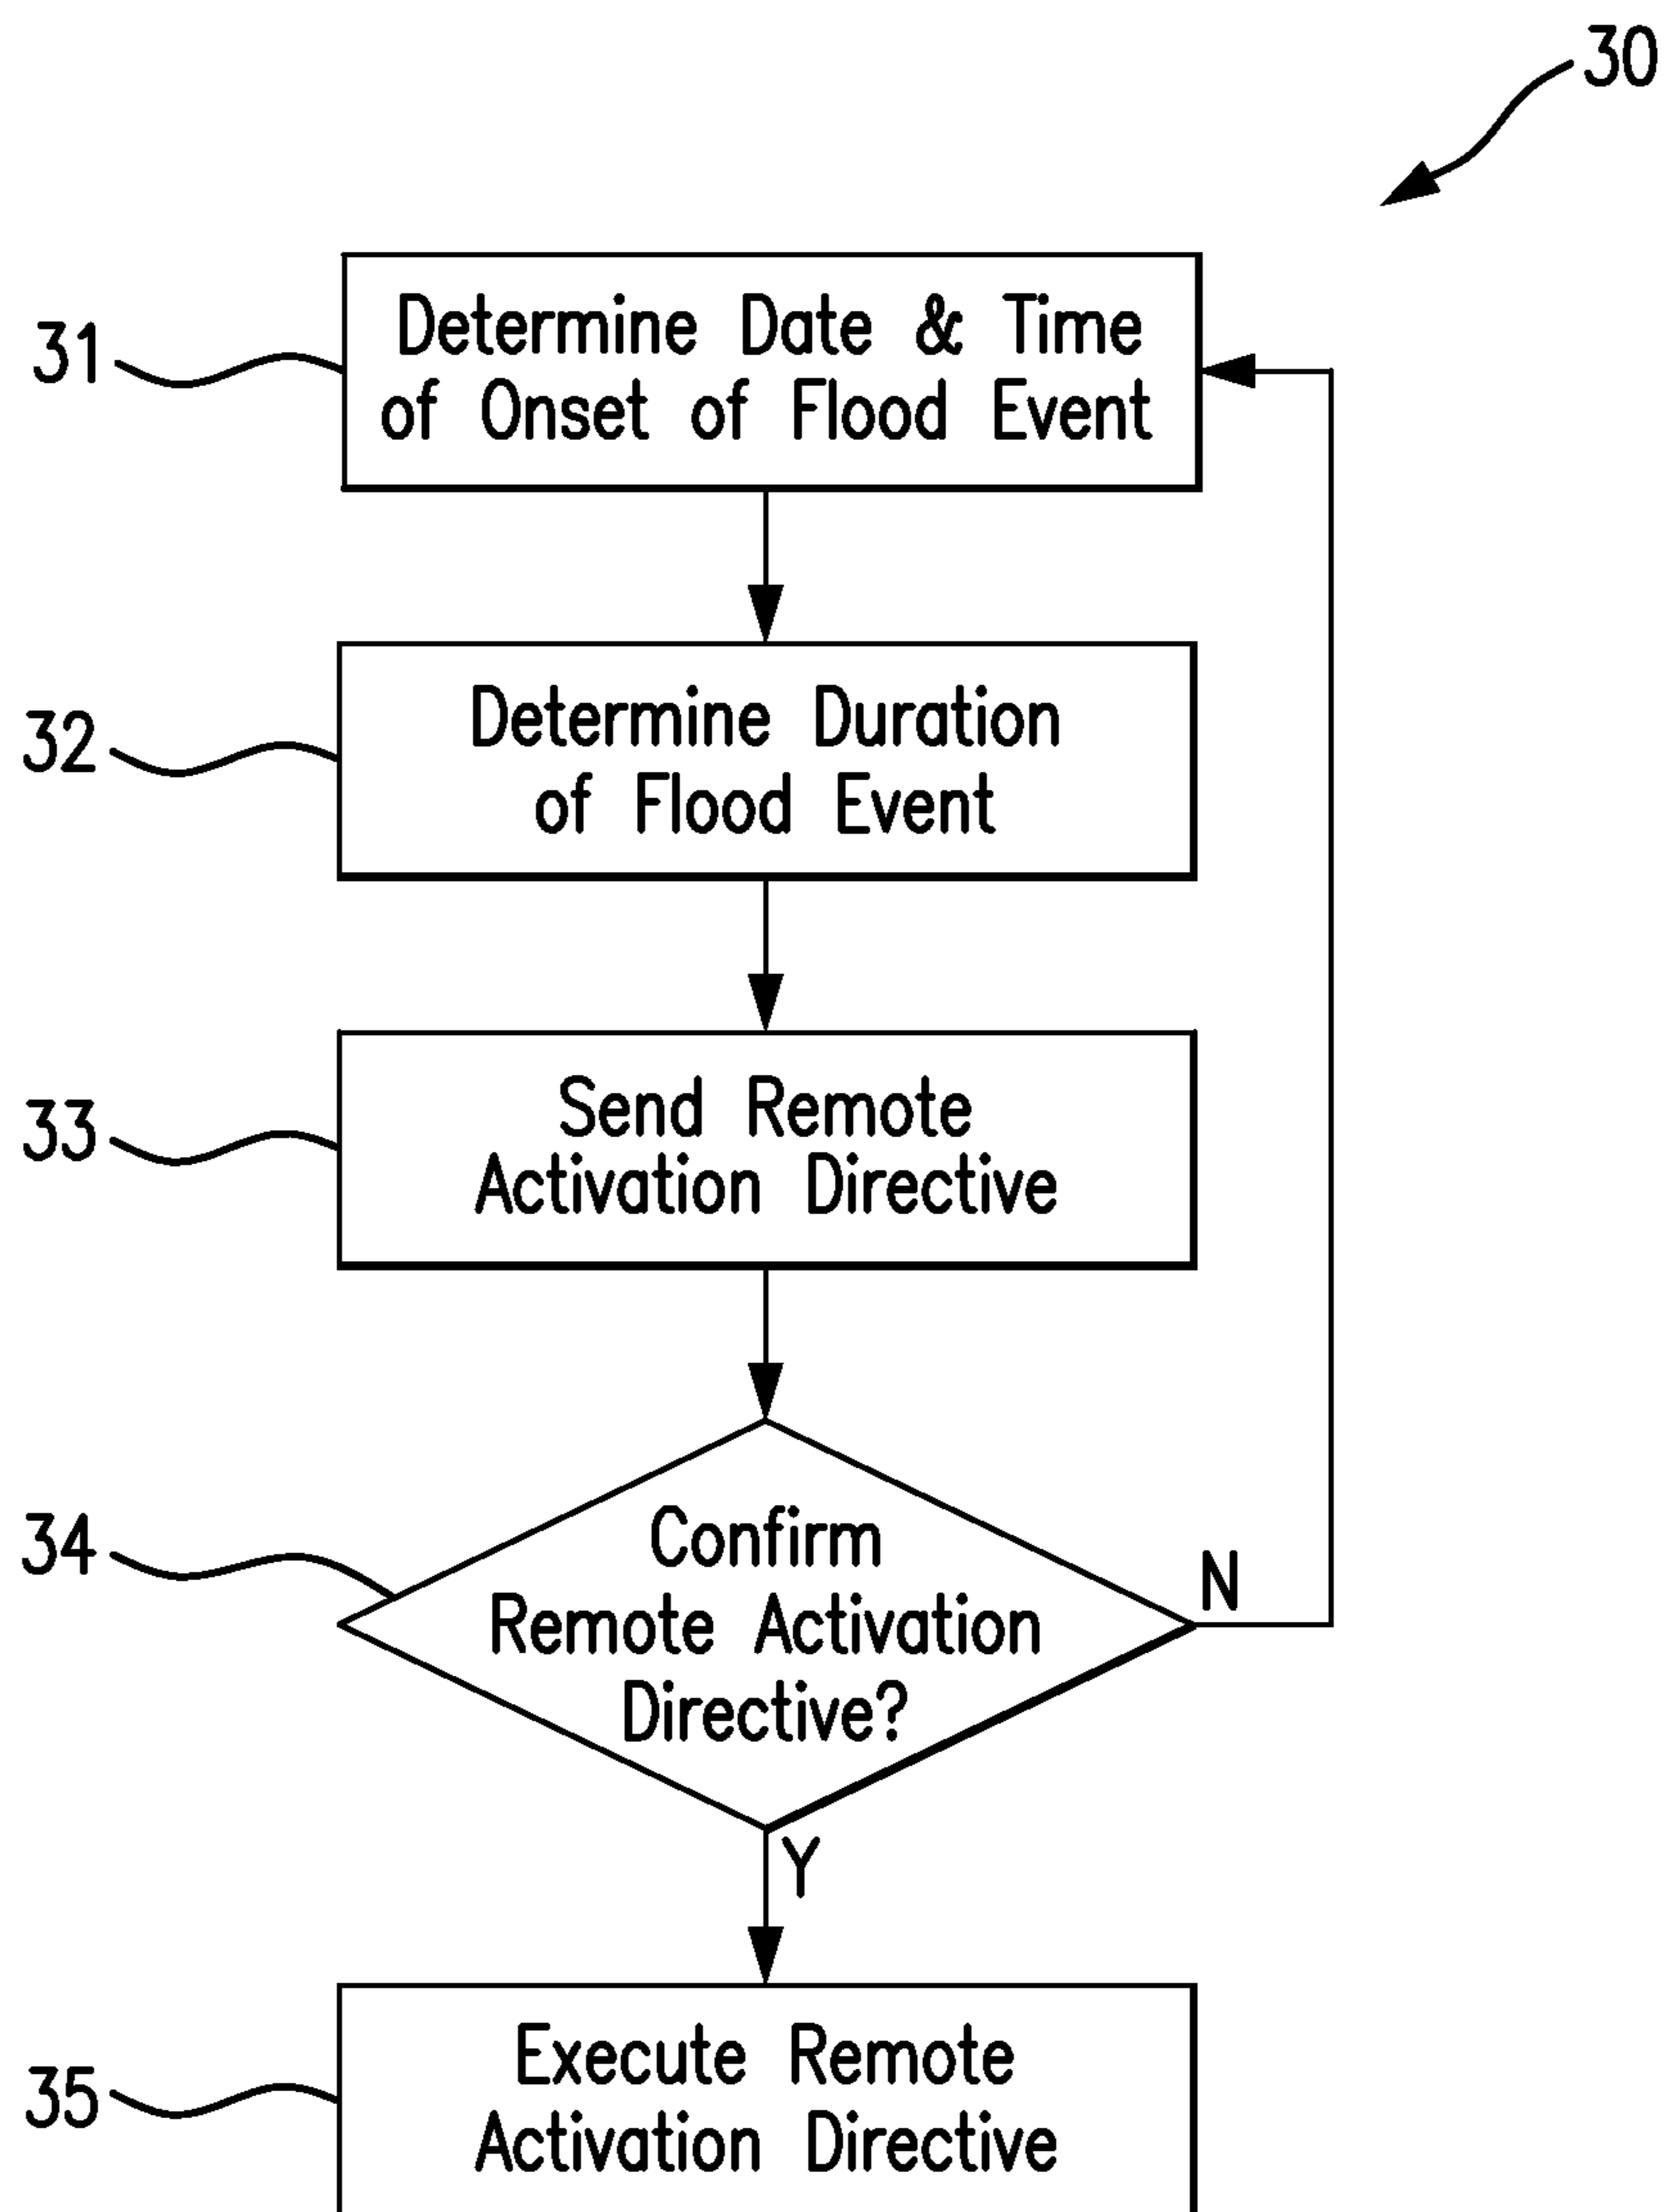 30
31
Determine Date & Time
of Onset of Flood Event
32
Determine Duration
of Flood Event
33
Send Remote
Activation Directive
34
Confirm
Remote Activation
Directive?
N
Y
35
Execute Remote
Activation Directive